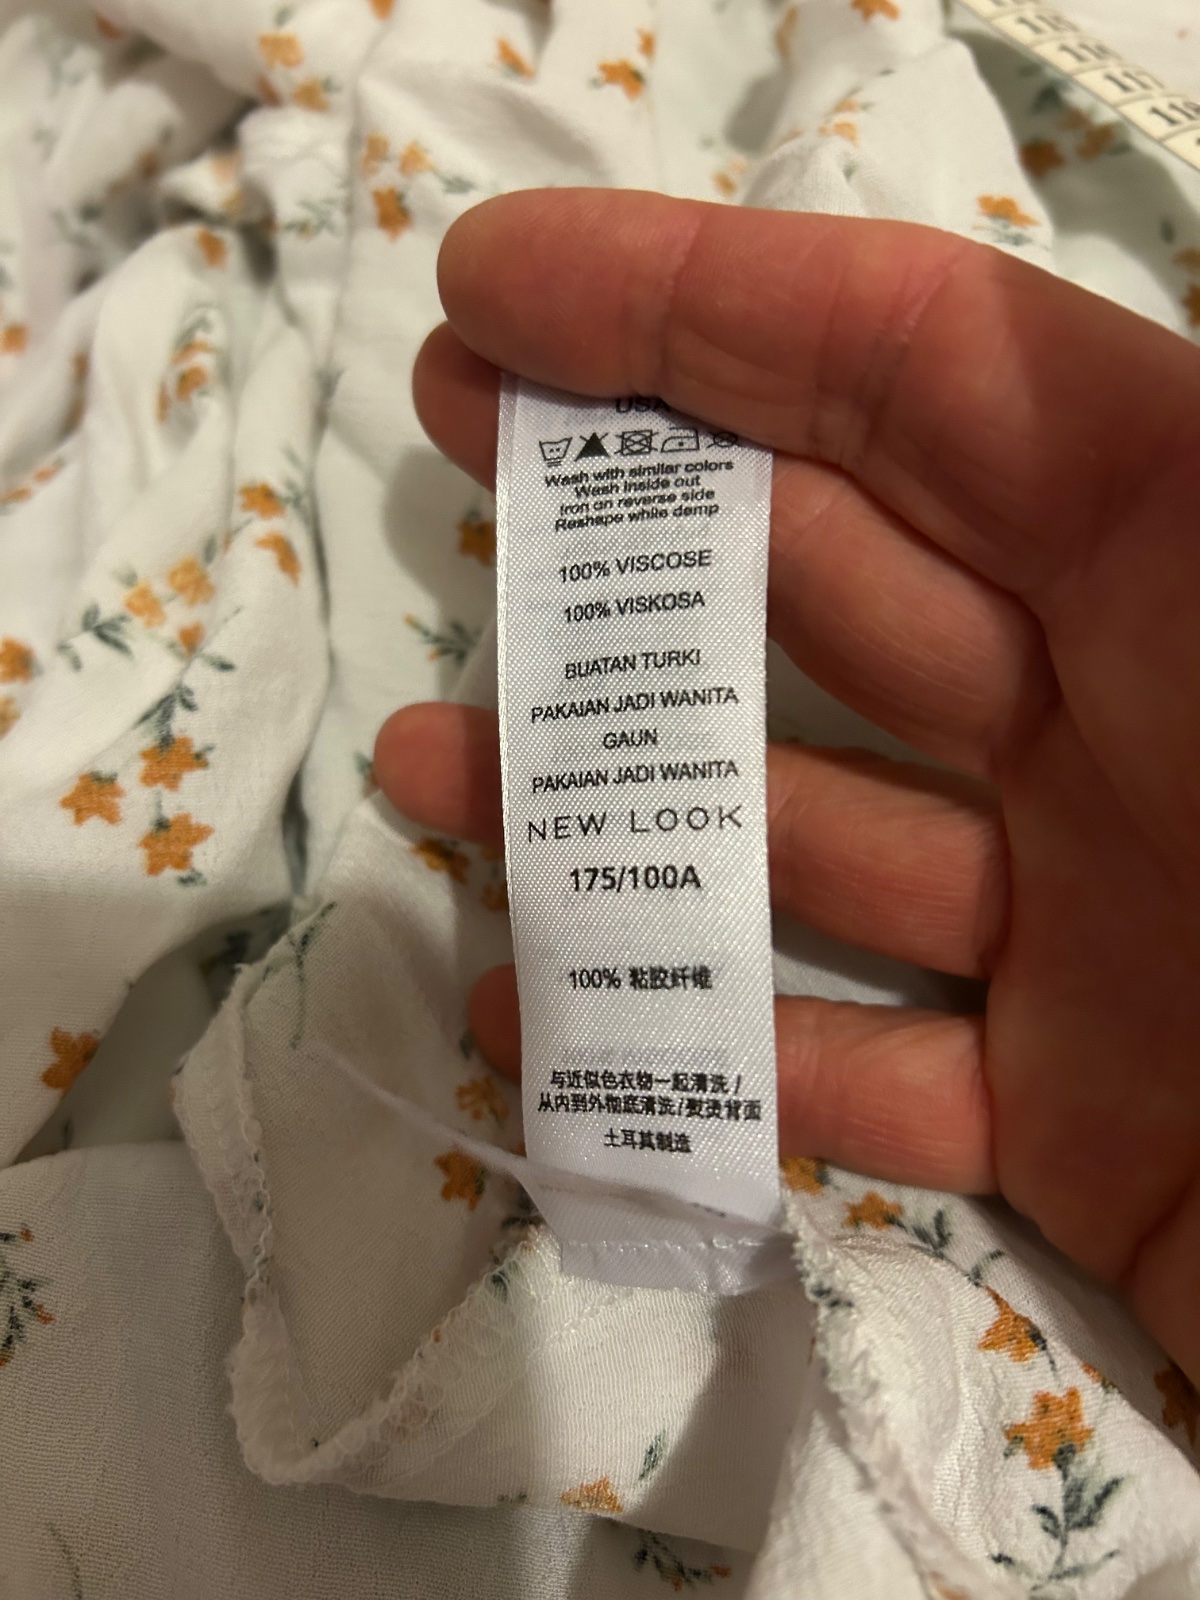 USA
Wash with similar colors
Wash inside out
Iron on reverse side
Reshape while damp
100% VISCOSE
100% VISKOSA
BUATAN TURKI
PAKAIAN JADI WANITA
GAUN
PAKAIAN JADI WANITA
NEW LOOK
175/100A
100% 粘胶纤维
与近似色衣物一起清洗 /
从内到外彻底清洗/熨烫背面
土耳其制造
117
118